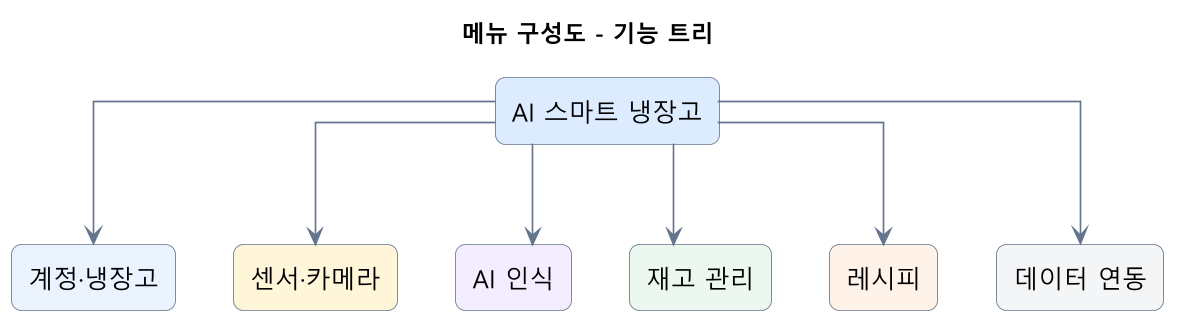 메뉴 구성도 - 기능 트리
AI 스마트 냉장고
계정·냉장고
센서·카메라
AI 인식
재고 관리
레시피
데이터 연동